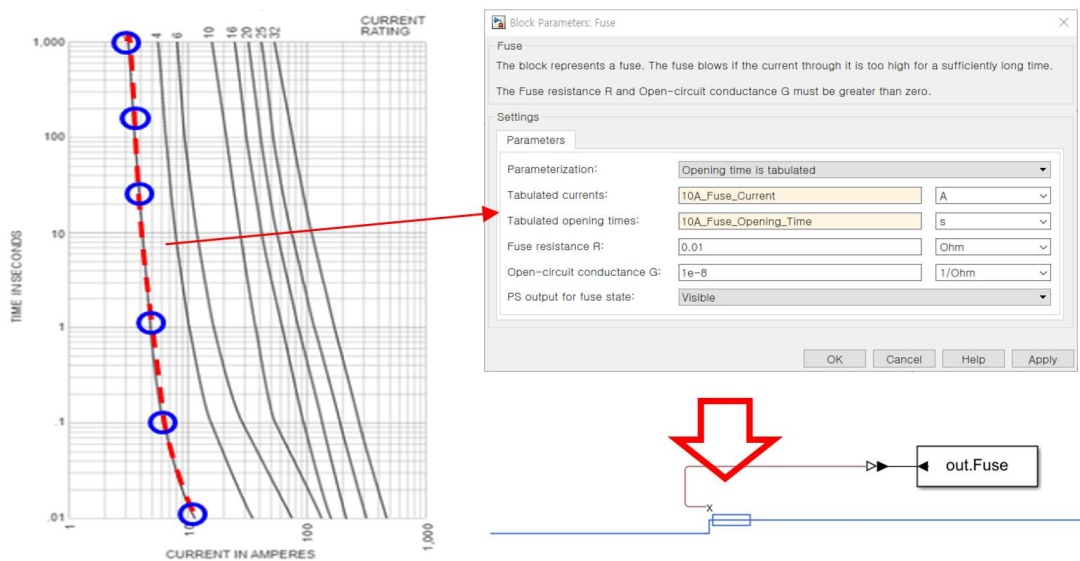 CURRENT
RATING
4 6 10 16 20 25 32
1,000
100
10
1
.1
.01
TIME INSECONDS
1 10 100 1,000
CURRENT IN AMPERES
Block Parameters: Fuse
Fuse
The block represents a fuse. The fuse blows if the current through it is too high for a sufficiently long time.
The Fuse resistance R and Open-circuit conductance G must be greater than zero.
Settings
Parameters
Parameterization: Opening time is tabulated
Tabulated currents: 10A_Fuse_Current A
Tabulated opening times: 10A_Fuse_Opening_Time s
Fuse resistance R: 0.01 Ohm
Open-circuit conductance G: 1e-8 1/Ohm
PS output for fuse state: Visible
OK Cancel Help Apply
out.Fuse
x